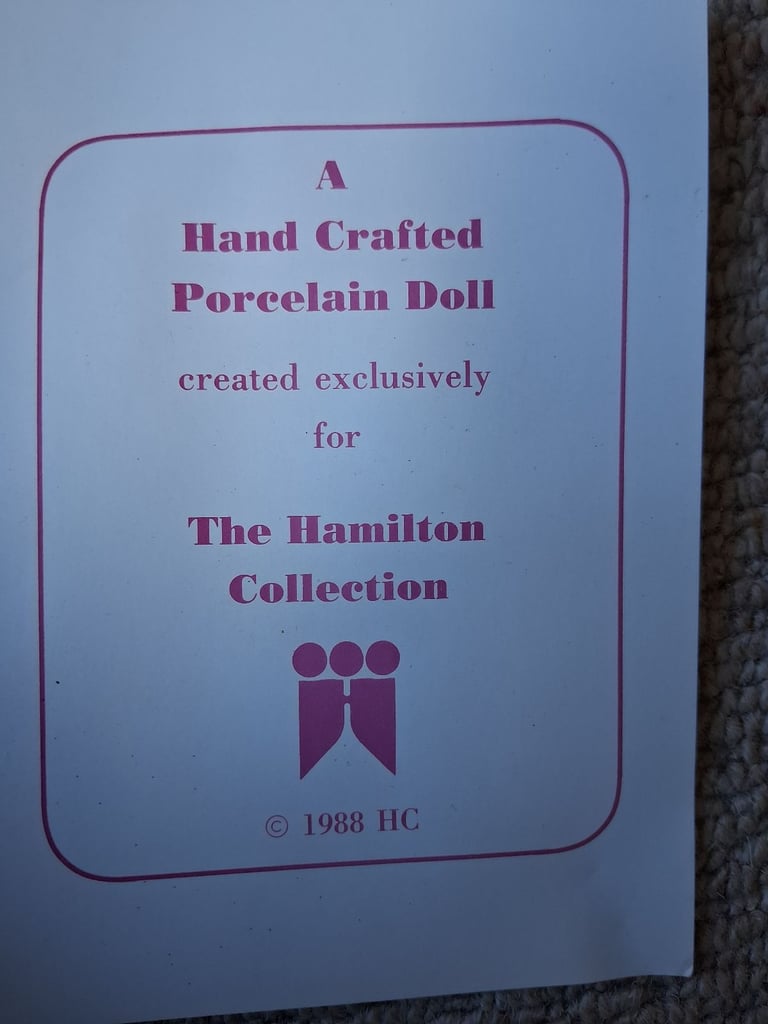 A
Hand Crafted
Porcelain Doll
created exclusively
for
The Hamilton
Collection
© 1988 HC